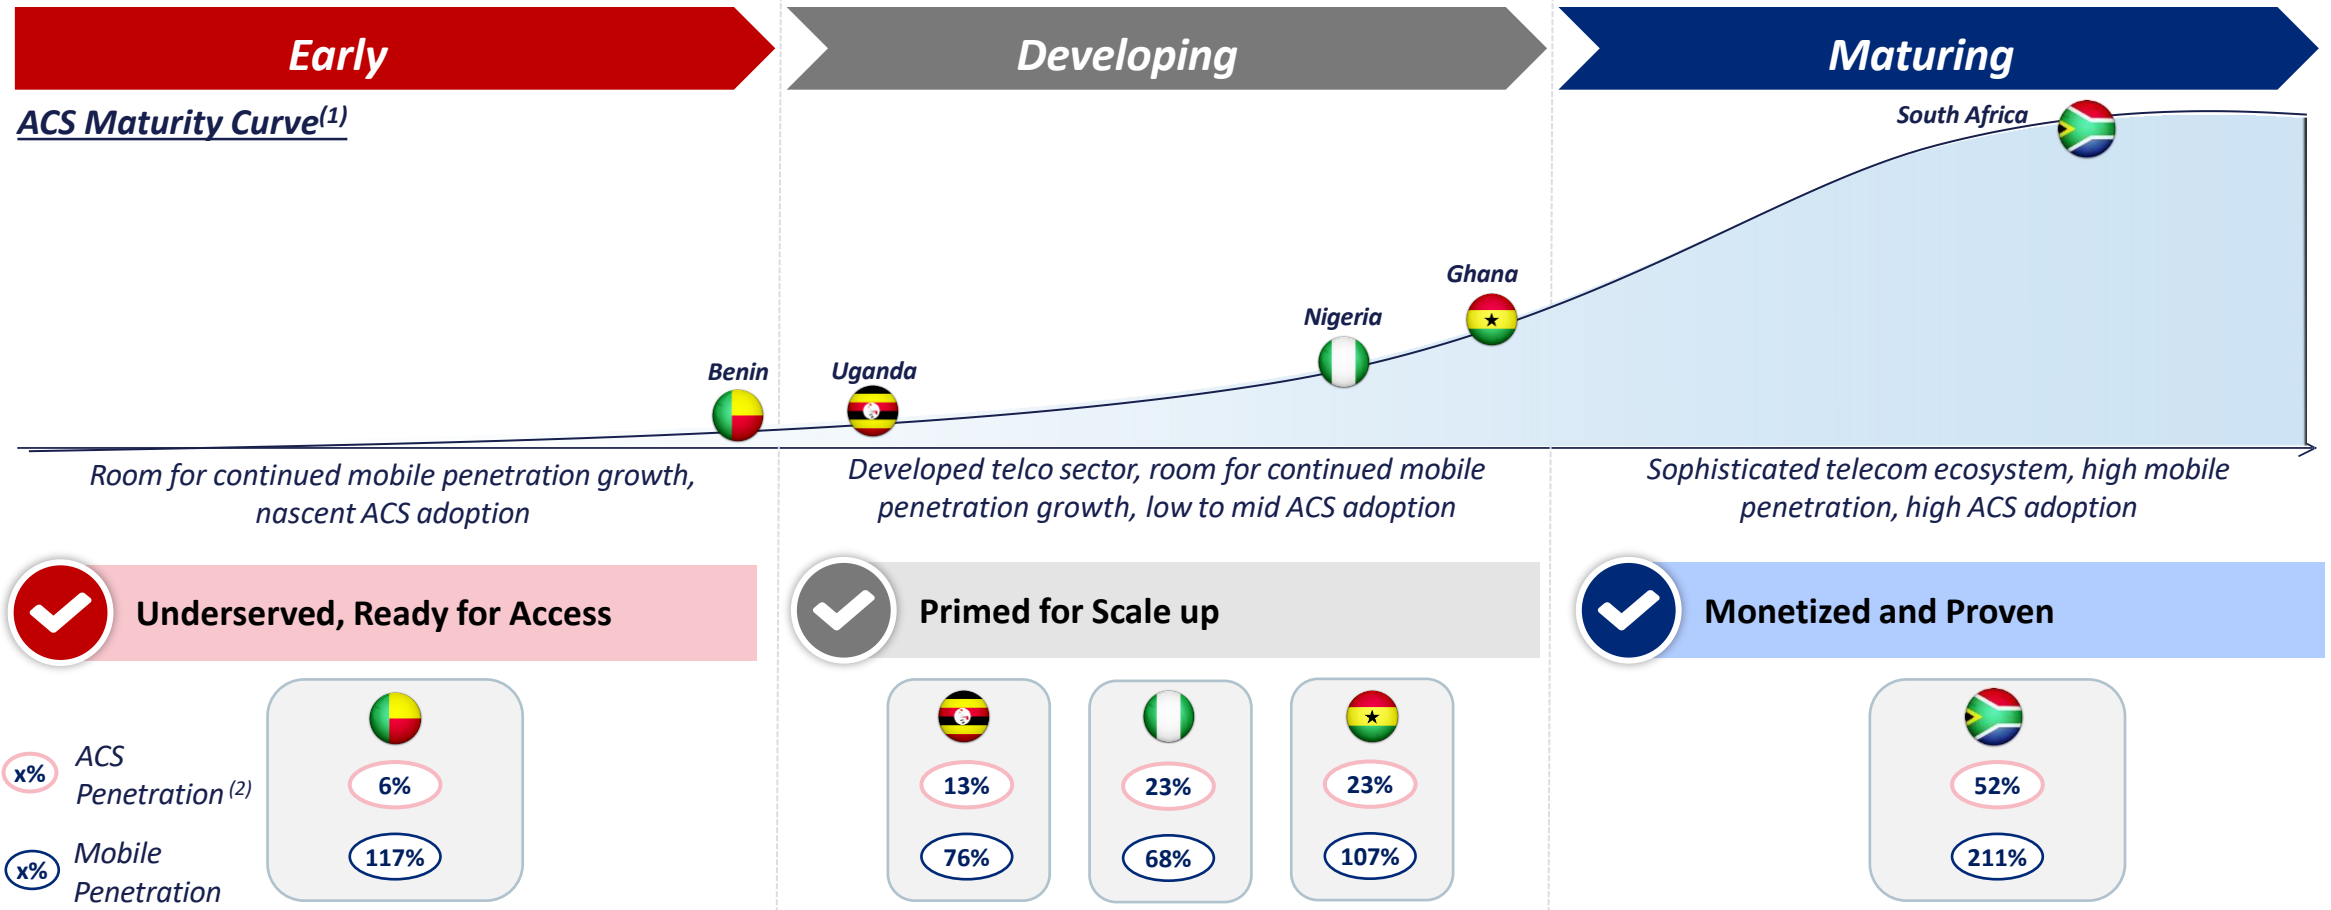 Early
Developing
Maturing
ACS Maturity Curve(1)
South Africa
Ghana
Nigeria
Benin
Uganda
Room for continued mobile penetration growth,
nascent ACS adoption
Developed telco sector, room for continued mobile
penetration growth, low to mid ACS adoption
Sophisticated telecom ecosystem, high mobile
penetration, high ACS adoption
Underserved, Ready for Access
Primed for Scale up
Monetized and Proven
x%
ACS
Penetration (2)
6%
13%
23%
23%
52%
x%
Mobile
Penetration
117%
76%
68%
107%
211%